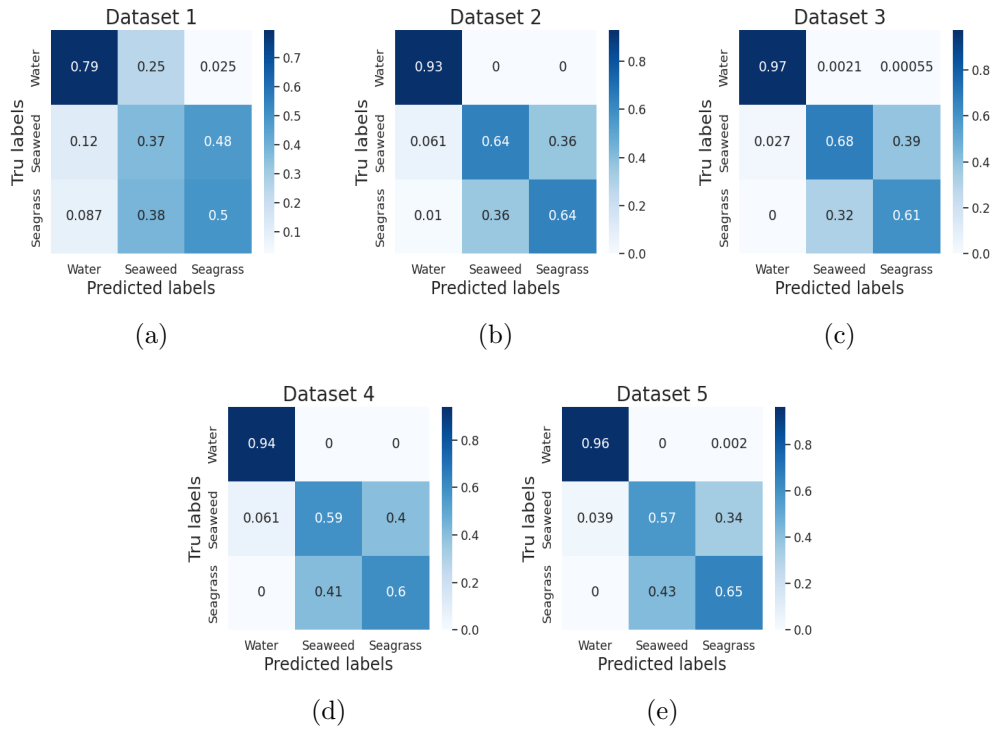 Dataset 1
Water
Seaweed
Seagrass
Tru labels
0.79 0.25 0.025
0.12 0.37 0.48
0.087 0.38 0.5
0.7
0.6
0.5
0.4
0.3
0.2
0.1
Water Seaweed Seagrass
Predicted labels
(a)
Dataset 2
Water
Seaweed
Seagrass
Tru labels
0.93 0 0
0.061 0.64 0.36
0.01 0.36 0.64
0.8
0.6
0.4
0.2
0.0
Water Seaweed Seagrass
Predicted labels
(b)
Dataset 3
Water
Seaweed
Seagrass
Tru labels
0.97 0.0021 0.00055
0.027 0.68 0.39
0 0.32 0.61
0.8
0.6
0.4
0.2
0.0
Water Seaweed Seagrass
Predicted labels
(c)
Dataset 4
Water
Seaweed
Seagrass
Tru labels
0.94 0 0
0.061 0.59 0.4
0 0.41 0.6
0.8
0.6
0.4
0.2
0.0
Water Seaweed Seagrass
Predicted labels
(d)
Dataset 5
Water
Seaweed
Seagrass
Tru labels
0.96 0 0.002
0.039 0.57 0.34
0 0.43 0.65
0.8
0.6
0.4
0.2
0.0
Water Seaweed Seagrass
Predicted labels
(e)